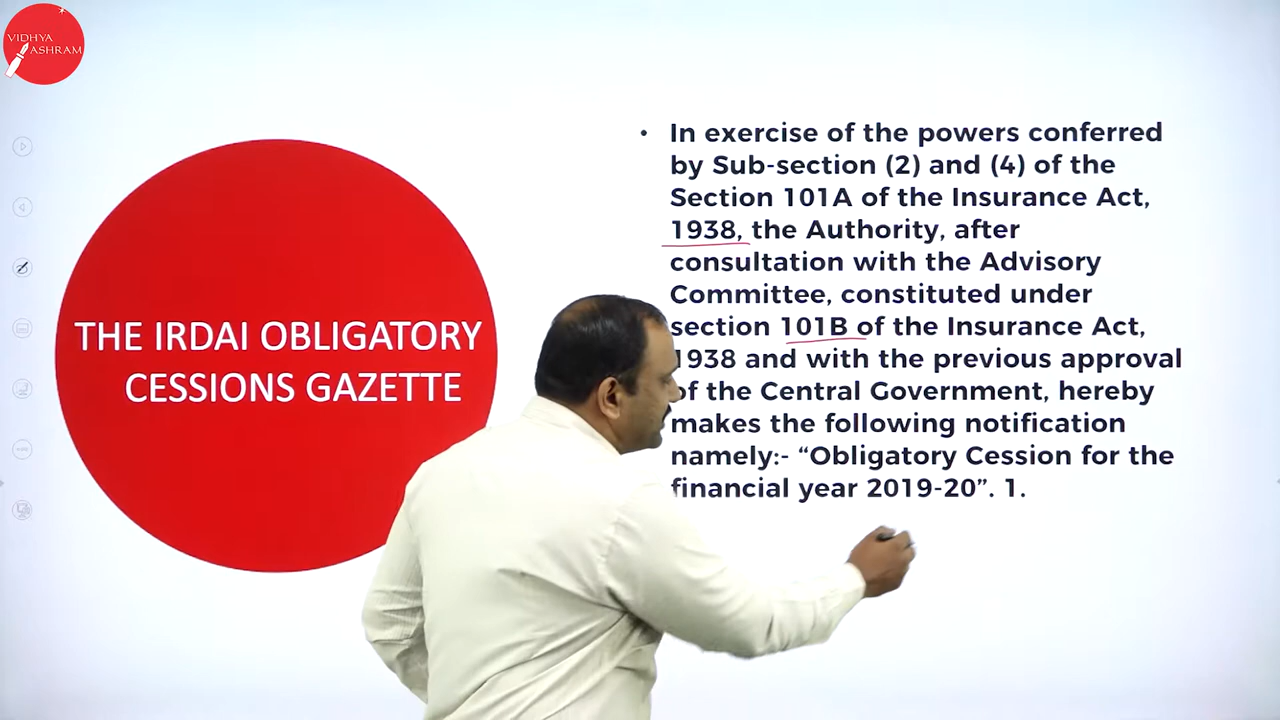 VIDHYA
ASHRAM
THE IRDAI OBLIGATORY
CESSIONS GAZETTE
• In exercise of the powers conferred
by Sub-section (2) and (4) of the
Section 101A of the Insurance Act,
1938, the Authority, after
consultation with the Advisory
Committee, constituted under
section 101B of the Insurance Act,
1938 and with the previous approval
of the Central Government, hereby
makes the following notification
namely:- “Obligatory Cession for the
financial year 2019-20”. 1.